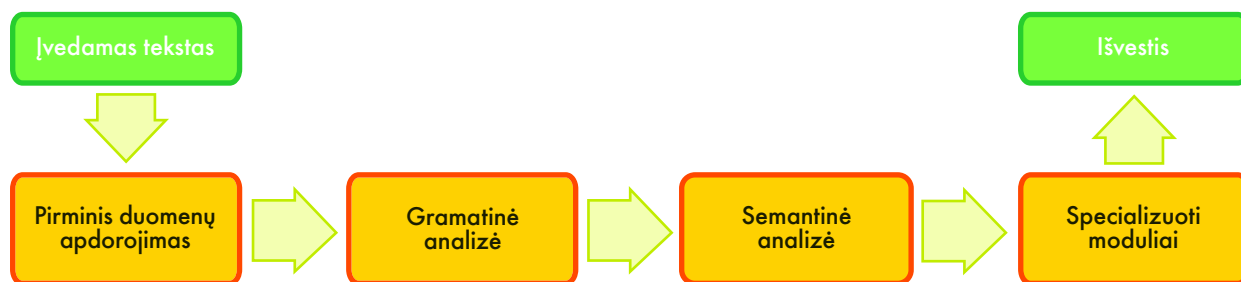 Įvedamas tekstas
Išvestis
Pirminis duomenų
apdorojimas
Gramatinė
analizė
Semantinė
analizė
Specializuoti
moduliai